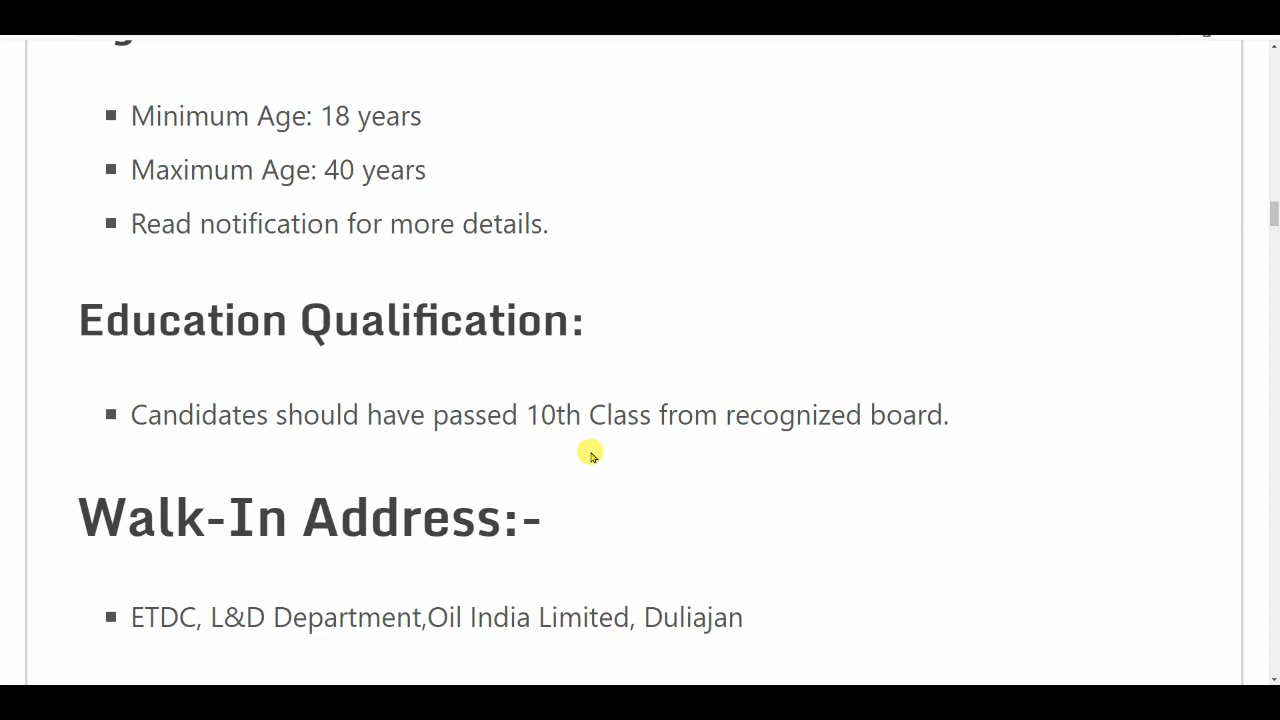 Minimum Age: 18 years
Maximum Age: 40 years
Read notification for more details.
Education Qualification:
Candidates should have passed 10th Class from recognized board.
Walk-In Address:-
ETDC, L&D Department,Oil India Limited, Duliajan